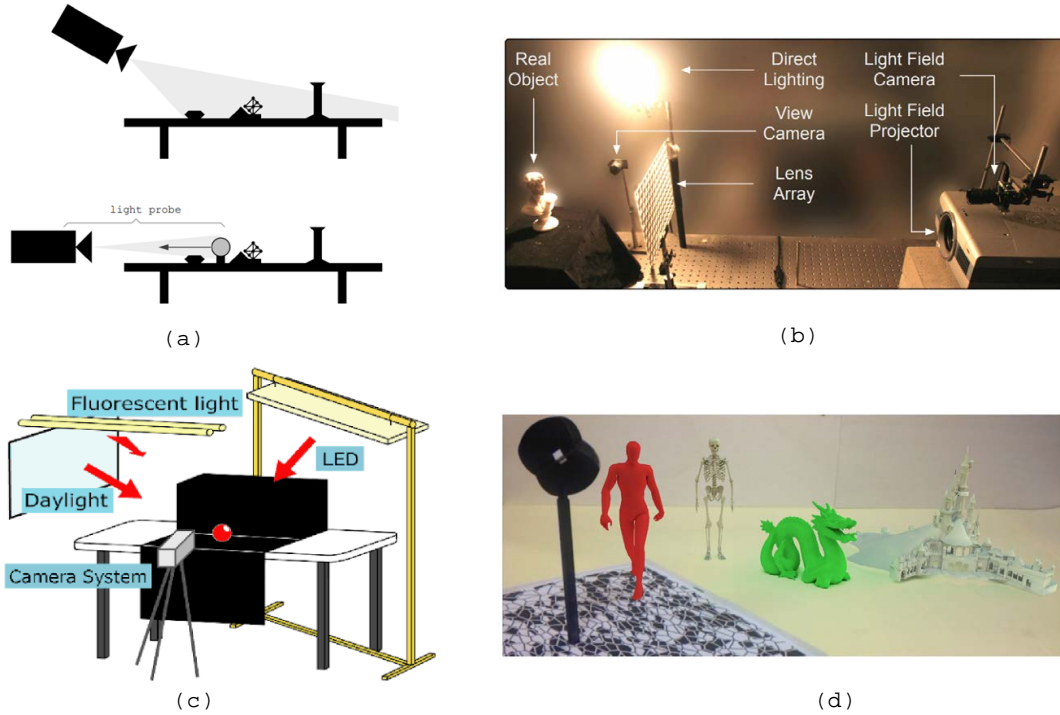 light probe
(a)
Real
Object
Direct
Lighting
Light Field
Camera
View
Camera
Light Field
Projector
Lens
Array
(b)
Fluorescent light
LED
Daylight
Camera System
(c)
(d)